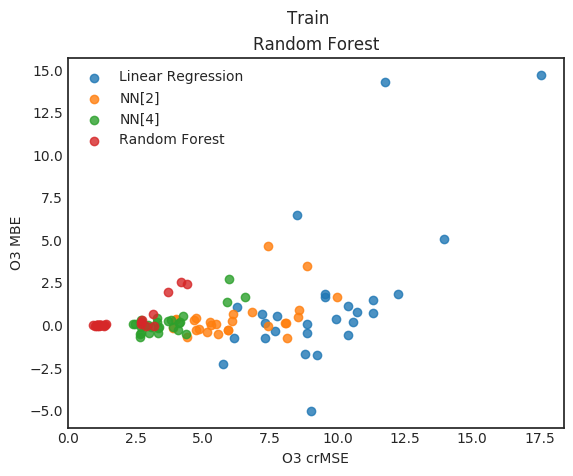 Train
Random Forest
Linear Regression
NN[2]
NN[4]
Random Forest
15.0
12.5
10.0
7.5
5.0
2.5
0.0
−2.5
−5.0
O3 MBE
0.0 2.5 5.0 7.5 10.0 12.5 15.0 17.5
O3 crMSE